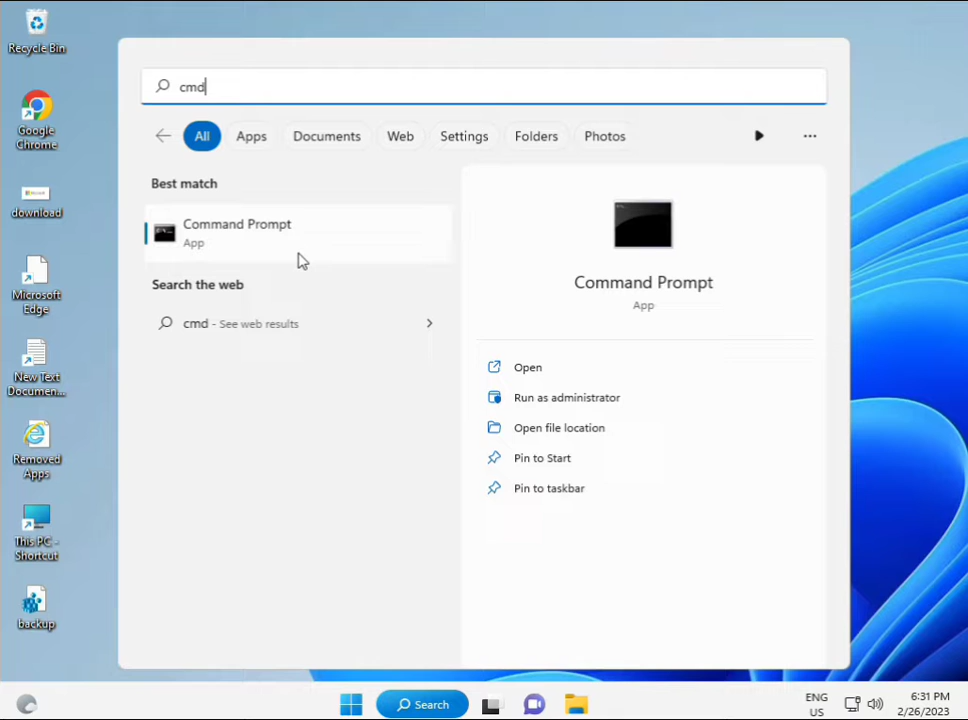 Recycle Bin
Google
Chrome
download
Microsoft
Edge
New Text
Documen...
Removed
Apps
This PC -
Shortcut
backup
cmd
All
Apps
Documents
Web
Settings
Folders
Photos
Best match
Command Prompt
App
Search the web
cmd - See web results
Command Prompt
App
Open
Run as administrator
Open file location
Pin to Start
Pin to taskbar
Search
ENG
US
6:31 PM
2/26/2023